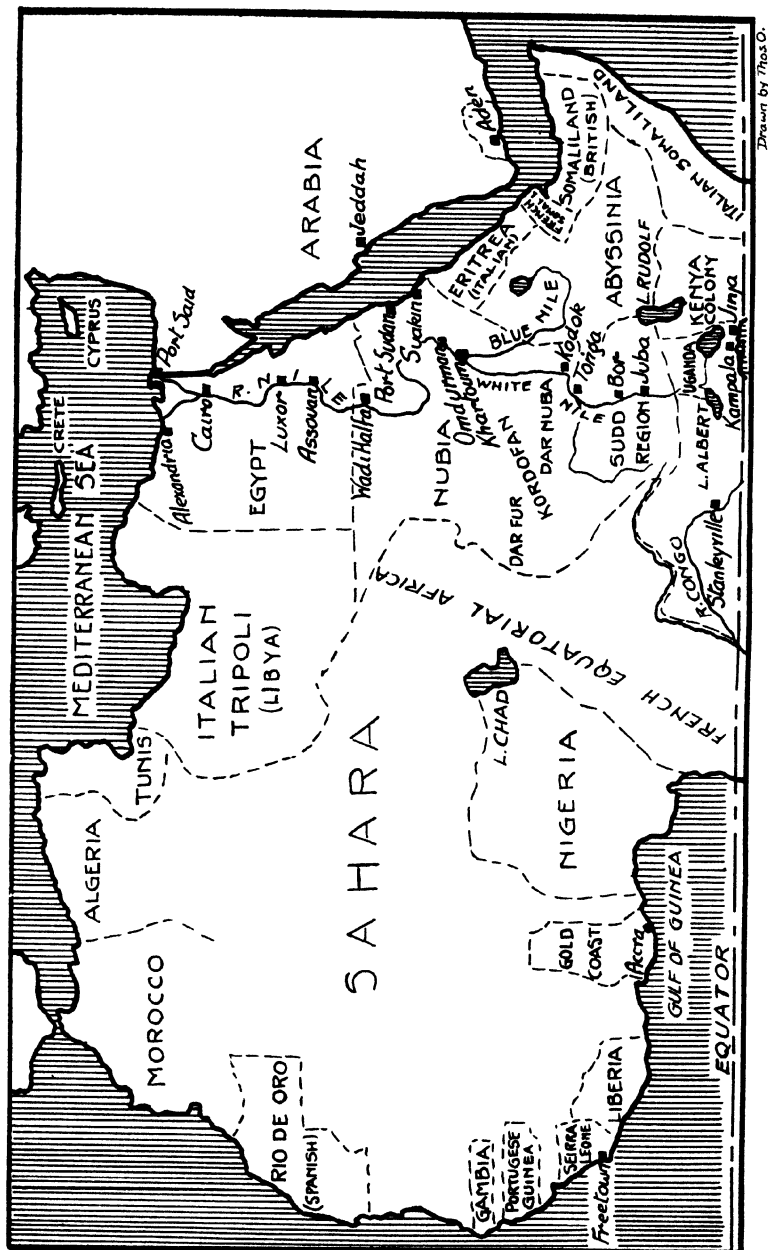 Drawn by Thos O.
MEDITERRANEAN SEA
CRETE
CYPRUS
Port Said
Alexandria
Cairo
R. N I L E
Luxor
Assouan
EGYPT
Wadi Halfa
ARABIA
Jeddah
Aden
Port Sudan
Suakin
ERITREA
(ITALIAN)
FRENCH
SOMALI
SOMALILAND
(BRITISH)
ITALIAN SOMALILAND
ABYSSINIA
NUBIA
Omdurman
Khartoum
BLUE NILE
WHITE NILE
Kodok
Tonga
Bor
Juba
SUDD
REGION
DAR NUBA
KORDOFAN
DAR FUR
L. RUDOLF
KENYA
COLONY
UGANDA
Jinja
Kampala
L. ALBERT
Stanleyville
R. CONGO
FRENCH EQUATORIAL AFRICA
ITALIAN
TRIPOLI
(LIBYA)
TUNIS
ALGERIA
MOROCCO
SAHARA
L. CHAD
NIGERIA
GOLD
COAST
Accra
GULF OF GUINEA
EQUATOR
RIO DE ORO
(SPANISH)
GAMBIA
PORTUGESE
GUINEA
SEIRRA
LEONE
Freetown
LIBERIA